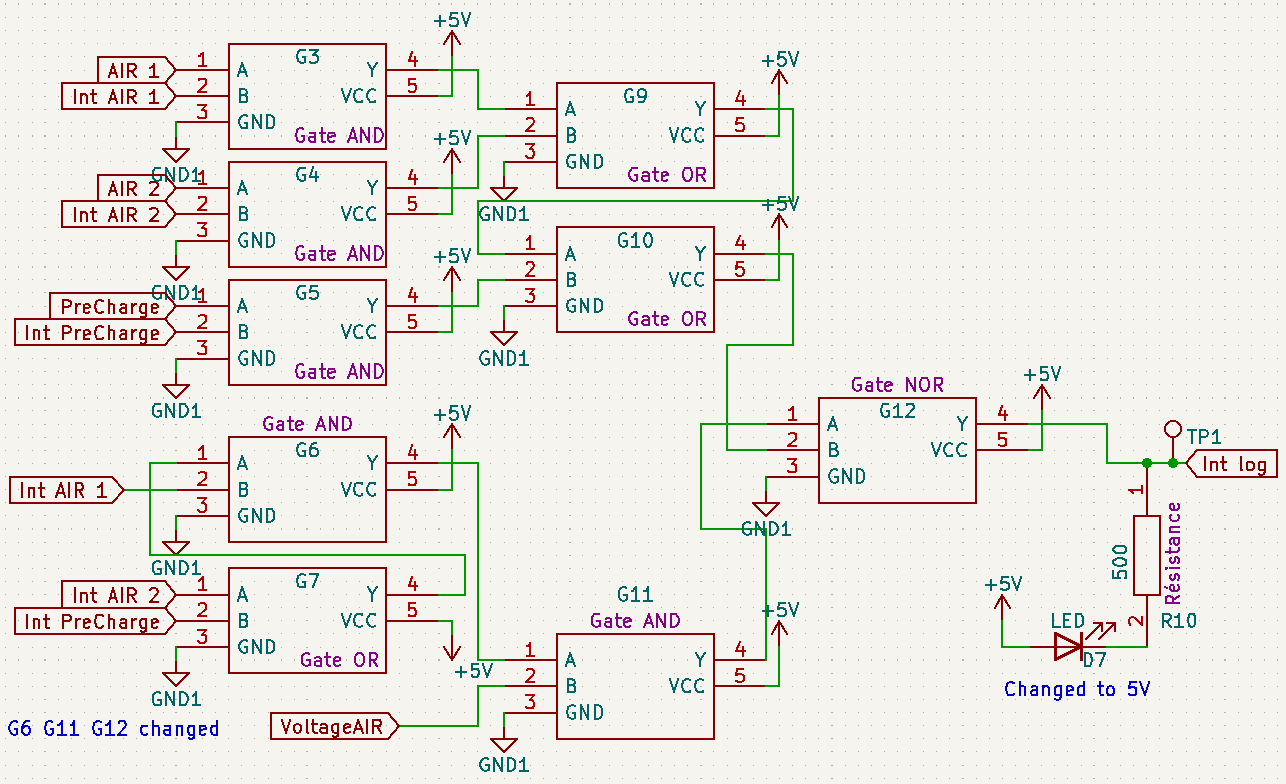 +5V
AIR 1
Int AIR 1
1
2
3
A
B
GND
G3
Y
VCC
Gate AND
4
5
GND1
+5V
AIR 2
Int AIR 2
1
2
3
A
B
GND
G4
Y
VCC
Gate AND
4
5
GND1
+5V
PreCharge
Int PreCharge
1
2
3
A
B
GND
G5
Y
VCC
Gate AND
4
5
GND1
+5V
1
2
3
A
B
GND
G9
Y
VCC
Gate OR
4
5
GND1
+5V
1
2
3
A
B
GND
G10
Y
VCC
Gate OR
4
5
GND1
Gate AND
+5V
Int AIR 1
1
2
3
A
B
GND
G6
Y
VCC
4
5
GND1
Int AIR 2
Int PreCharge
1
2
3
A
B
GND
G7
Y
VCC
Gate OR
4
5
+5V
GND1
G6 G11 G12 changed
VoltageAIR
G11
Gate AND
+5V
1
2
3
A
B
GND
Y
VCC
4
5
GND1
Gate NOR
+5V
1
2
3
A
B
GND
G12
Y
VCC
4
5
GND1
TP1
Int log
1
500
Résistance
2
R10
+5V
LED
D7
Changed to 5V